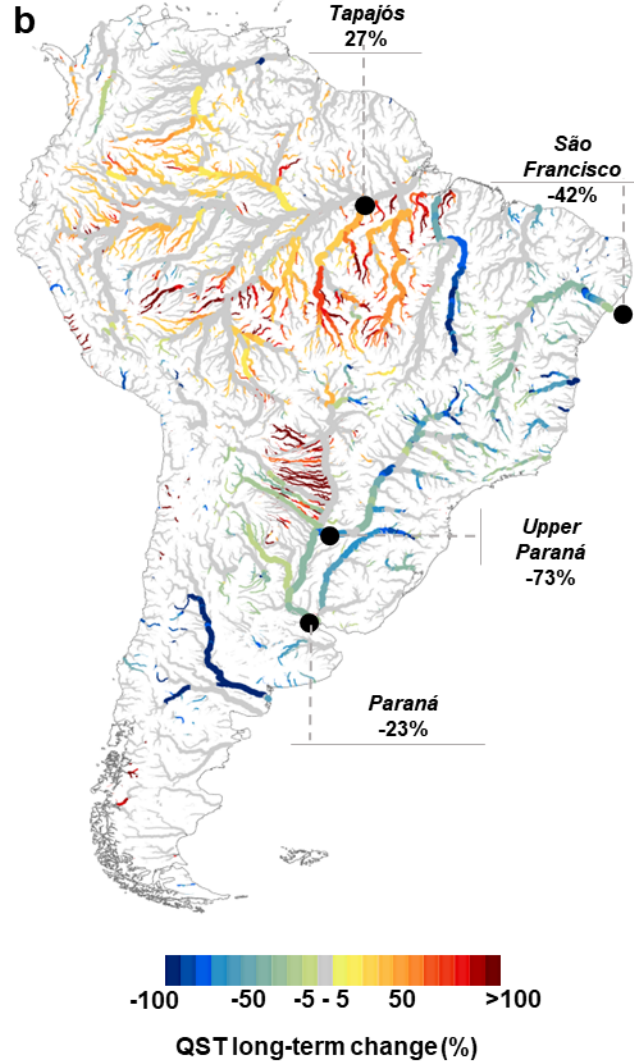 b
Tapajós
27%
São
Francisco
-42%
Upper
Paraná
-73%
Paraná
-23%
-100 -50 -5 - 5 50 >100
QST long-term change (%)